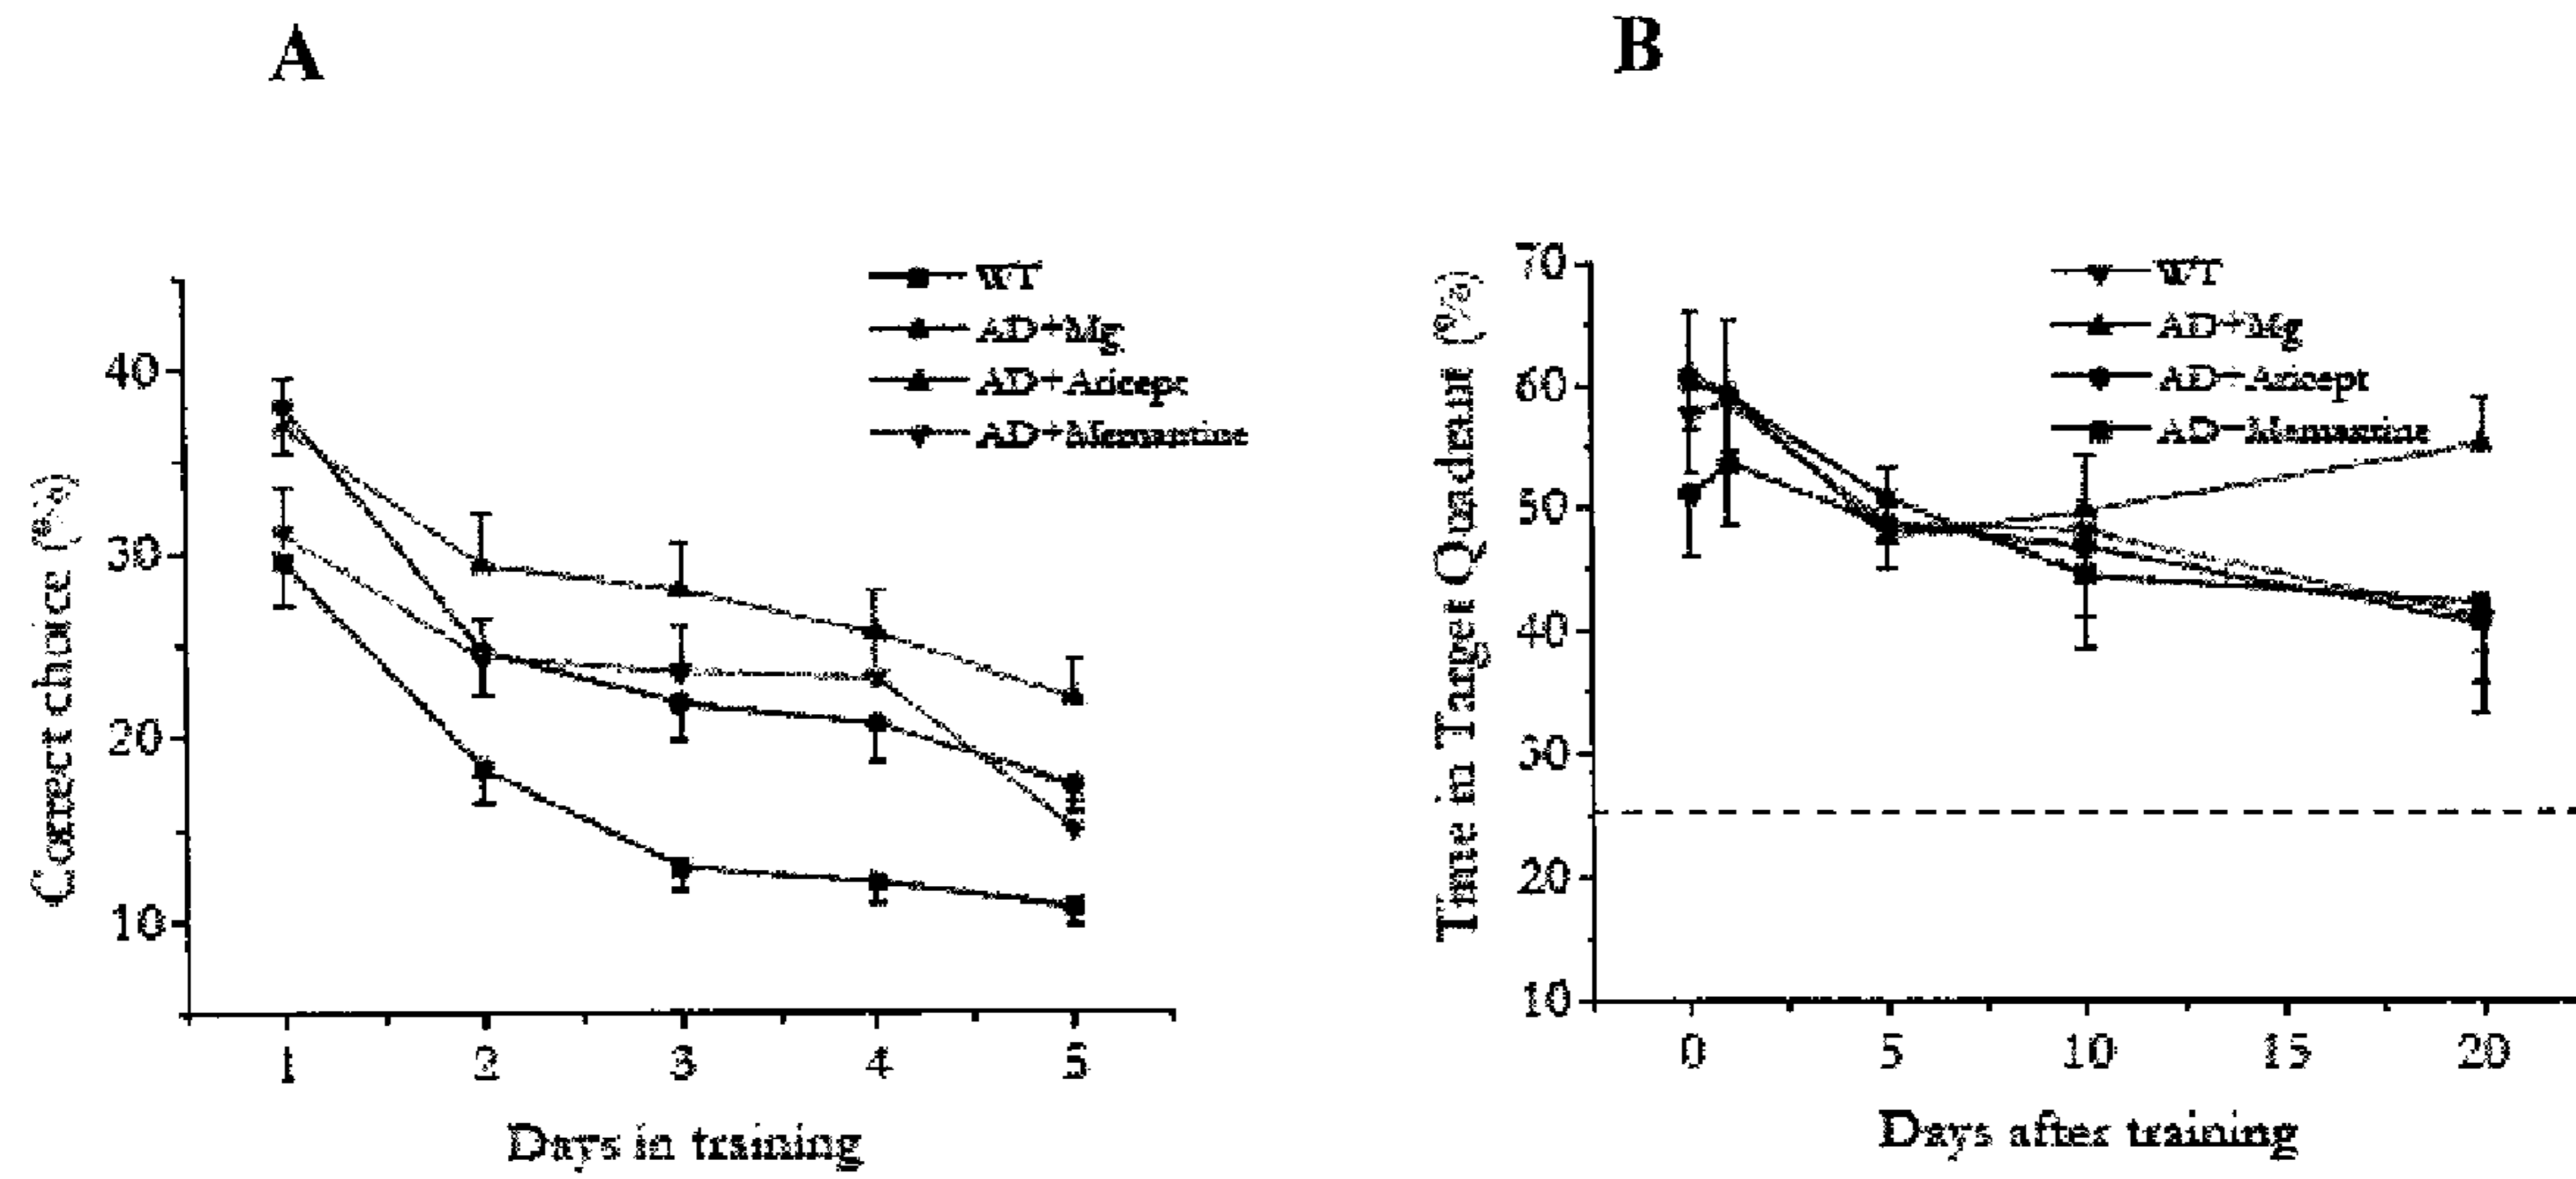 A
B
WT
AD+Mg
AD+Aricept
AD+Memantine
40
30
20
10
Correct choice (%)
1 2 3 4 5
Days in training
WT
AD+Mg
AD+Aricept
AD+Memantine
70
60
50
40
30
20
10
Time in Target Quadrant (%)
0 5 10 15 20
Days after training